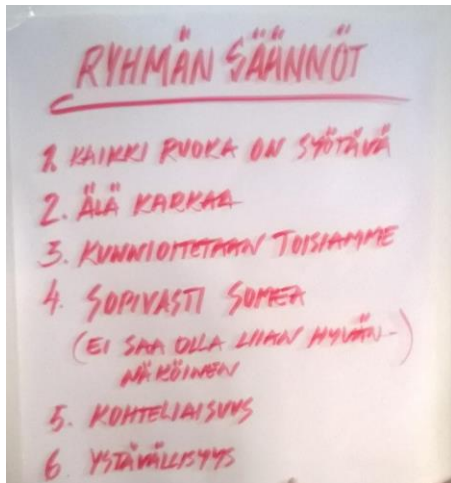 RYHMÄN SÄÄNNÖT
1. KAIKKI RUOKA ON SYÖTÄVÄ
2. ÄLÄ KARKAA
3. KUNNIOITETAAN TOISIAMME
4. SOPIVASTI SOMEA
(EI SAA OLLA LIIAN HYVÄN-
NÄKÖINEN)
5. KOHTELIAISUUS
6. YSTÄVÄLLISYYS